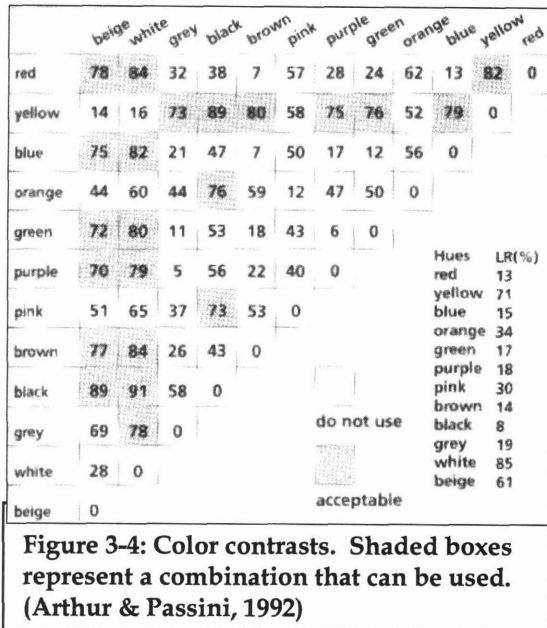 beige white grey black brown pink purple green orange blue yellow red
red 78 84 32 38 7 57 28 24 62 13 82 0
yellow 14 16 73 89 80 58 75 76 52 79 0
blue 75 82 21 47 7 50 17 12 56 0
orange 44 60 44 76 59 12 47 50 0
green 72 80 11 53 18 43 6 0
purple 70 79 5 56 22 40 0
pink 51 65 37 73 53 0
brown 77 84 26 43 0
black 89 91 58 0
grey 69 78 0
white 28 0
beige 0
do not use
acceptable
Hues LR(%)
red 13
yellow 71
blue 15
orange 34
green 17
purple 18
pink 30
brown 14
black 8
grey 19
white 85
beige 61
Figure 3-4: Color contrasts. Shaded boxes
represent a combination that can be used.
(Arthur & Passini, 1992)